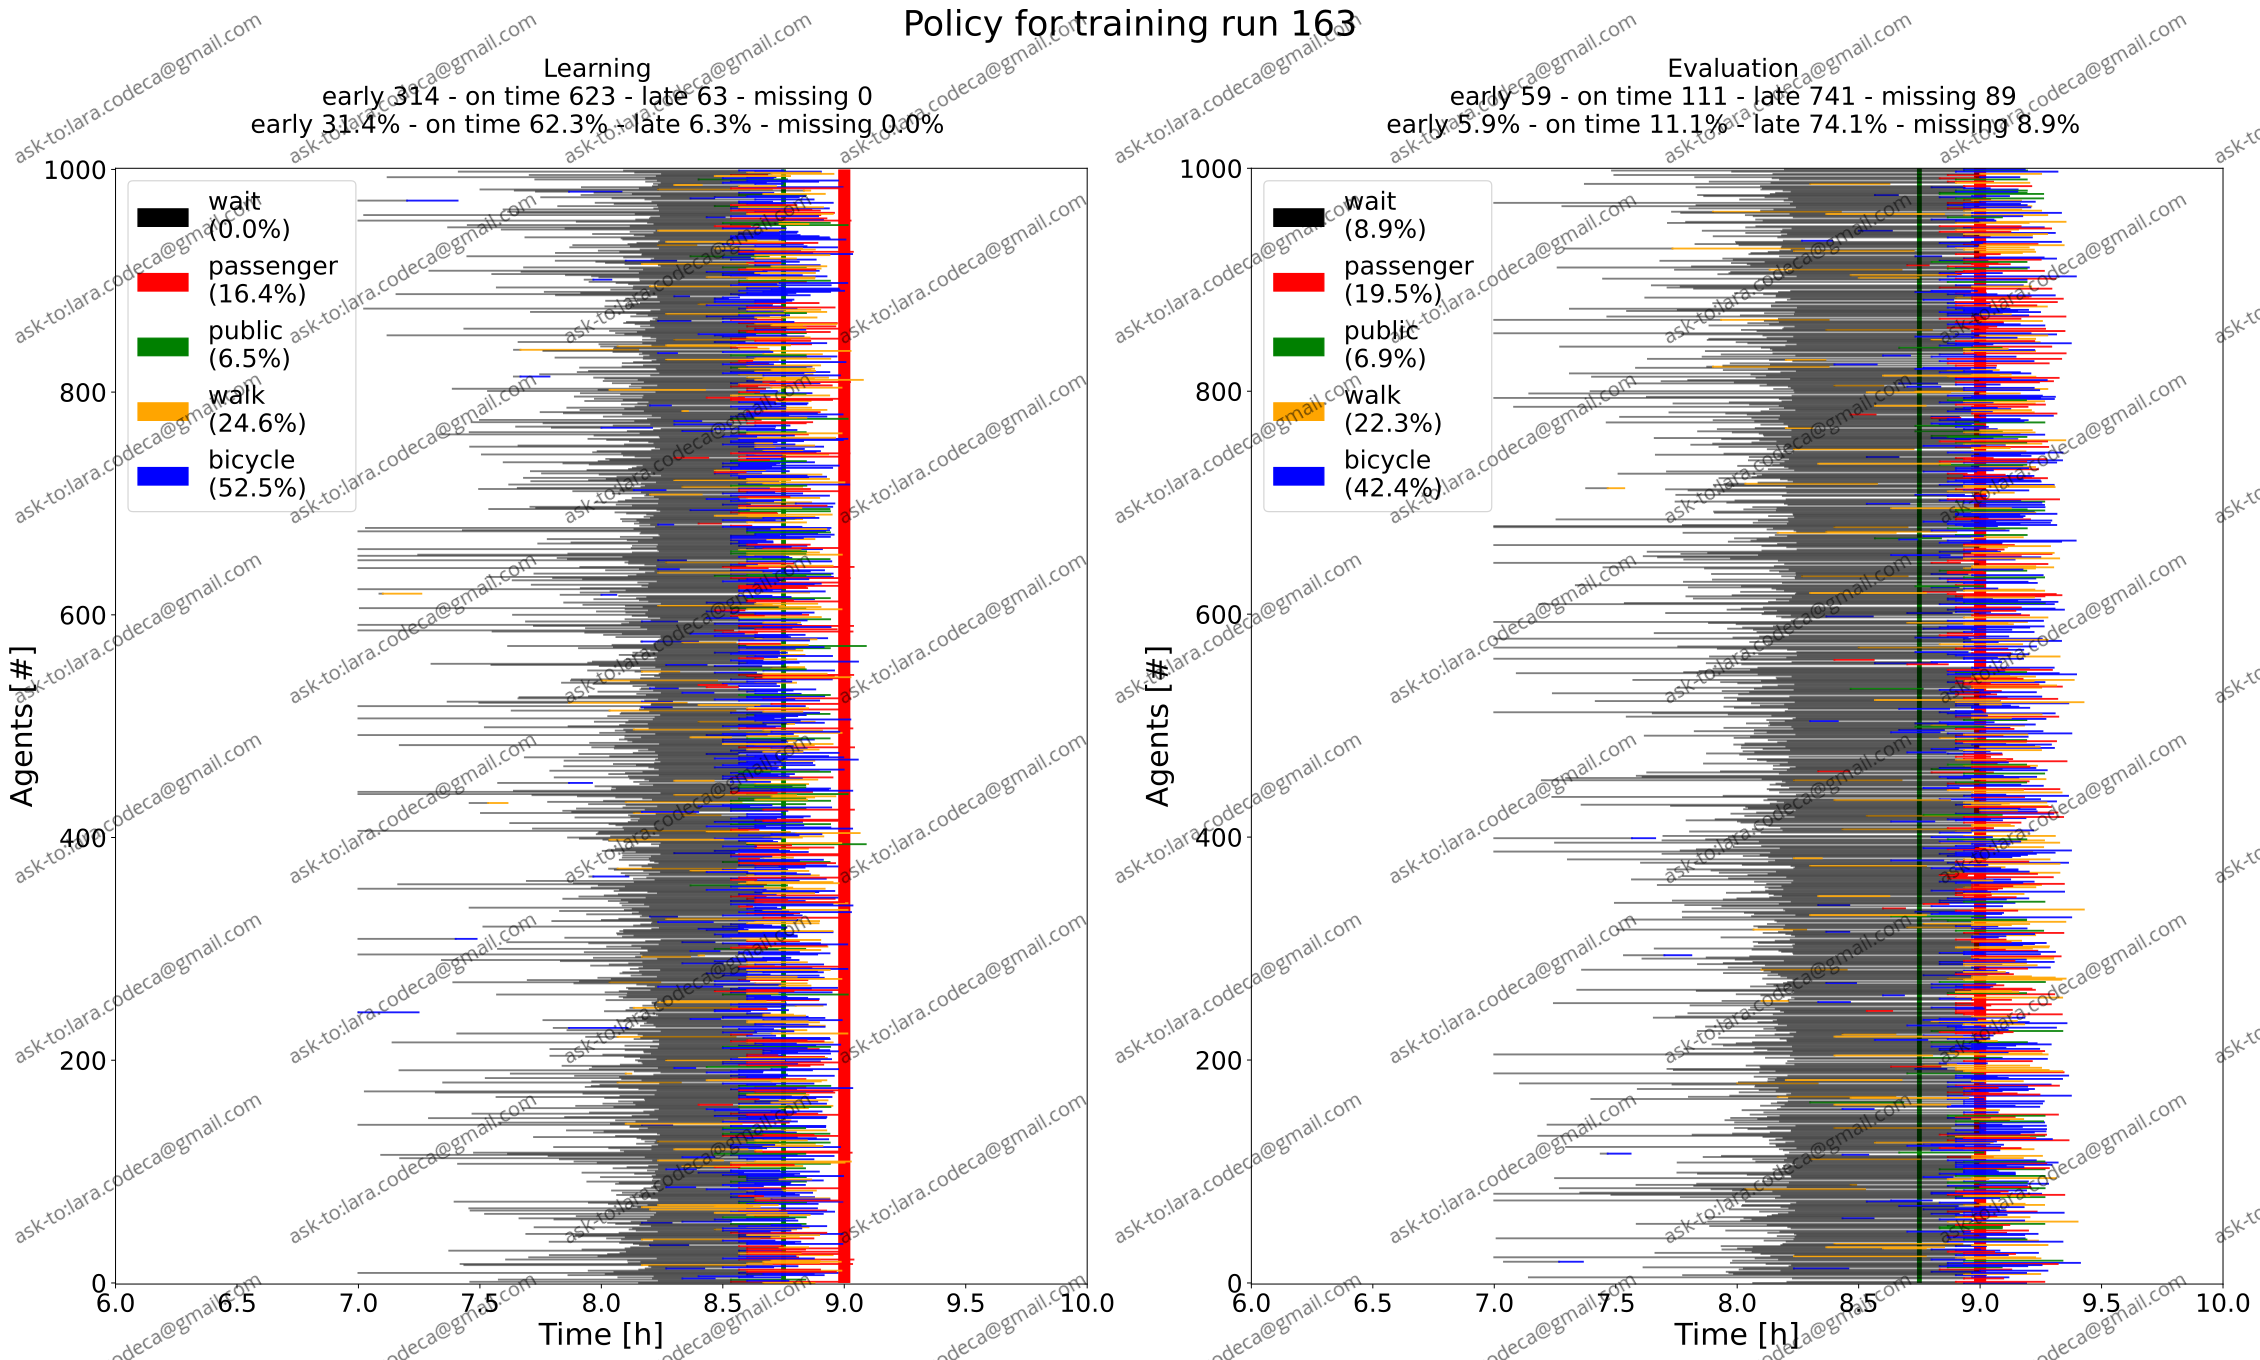 Policy for training run 163
Learning
early 314 - on time 623 - late 63 - missing 0
early 31.4% - on time 62.3% - late 6.3% - missing 0.0%
wait
(0.0%)
passenger
(16.4%)
public
(6.5%)
walk
(24.6%)
bicycle
(52.5%)
1000
800
600
400
200
0
Agents [#]
6.0 6.5 7.0 7.5 8.0 8.5 9.0 9.5 10.0
Time [h]
Evaluation
early 59 - on time 111 - late 741 - missing 89
early 5.9% - on time 11.1% - late 74.1% - missing 8.9%
wait
(8.9%)
passenger
(19.5%)
public
(6.9%)
walk
(22.3%)
bicycle
(42.4%)
1000
800
600
400
200
0
Agents [#]
6.0 6.5 7.0 7.5 8.0 8.5 9.0 9.5 10.0
Time [h]
ask-to:lara.codeca@gmail.com